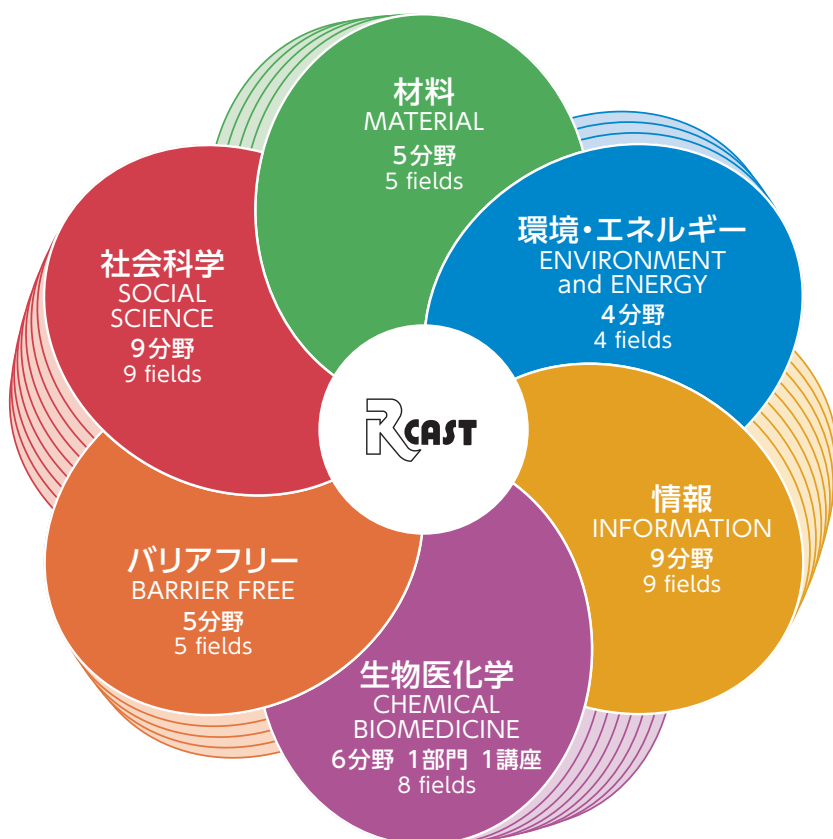 材料
MATERIAL
5分野
5 fields
環境・エネルギー
ENVIRONMENT
and ENERGY
4分野
4 fields
社会科学
SOCIAL
SCIENCE
9分野
9 fields
RCAST
情報
INFORMATION
9分野
9 fields
バリアフリー
BARRIER FREE
5分野
5 fields
生物医化学
CHEMICAL
BIOMEDICINE
6分野 1部門 1講座
8 fields